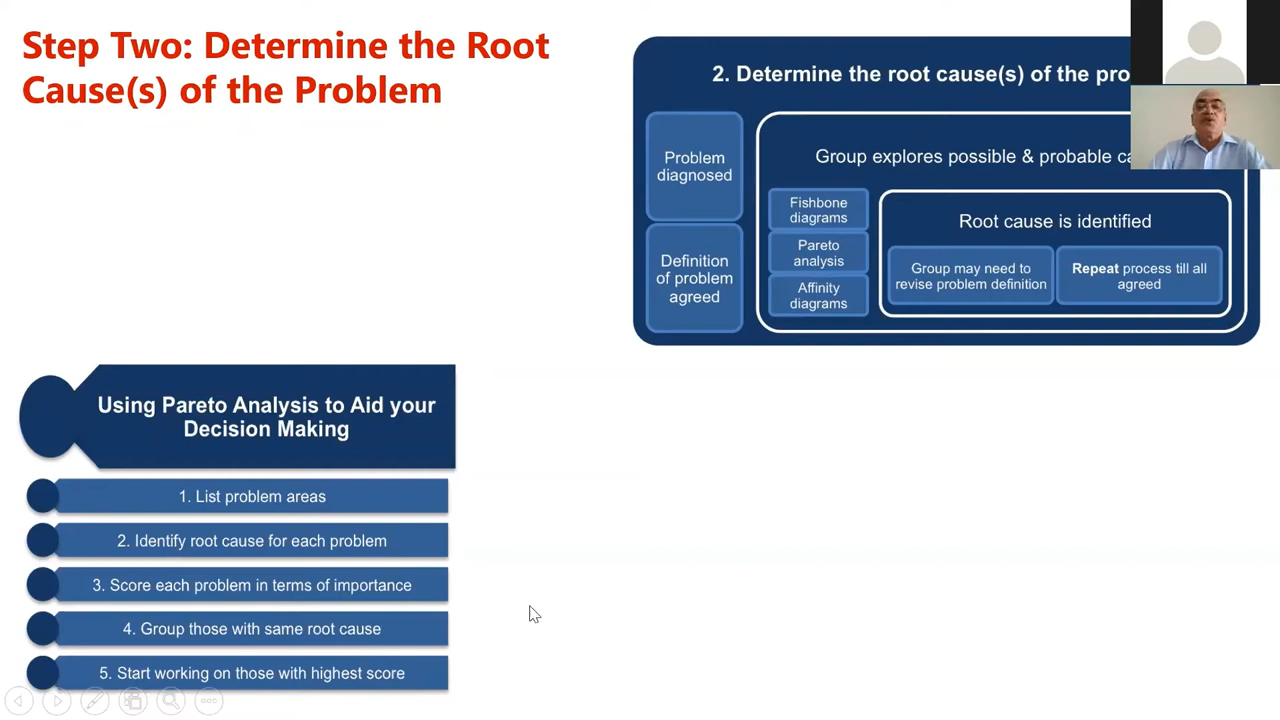 Step Two: Determine the Root
Cause(s) of the Problem
2. Determine the root cause(s) of the pro
Problem
diagnosed
Definition
of problem
agreed
Group explores possible & probable ca
Fishbone
diagrams
Pareto
analysis
Affinity
diagrams
Root cause is identified
Group may need to
revise problem definition
Repeat process till all
agreed
Using Pareto Analysis to Aid your
Decision Making
1. List problem areas
2. Identify root cause for each problem
3. Score each problem in terms of importance
4. Group those with same root cause
5. Start working on those with highest score